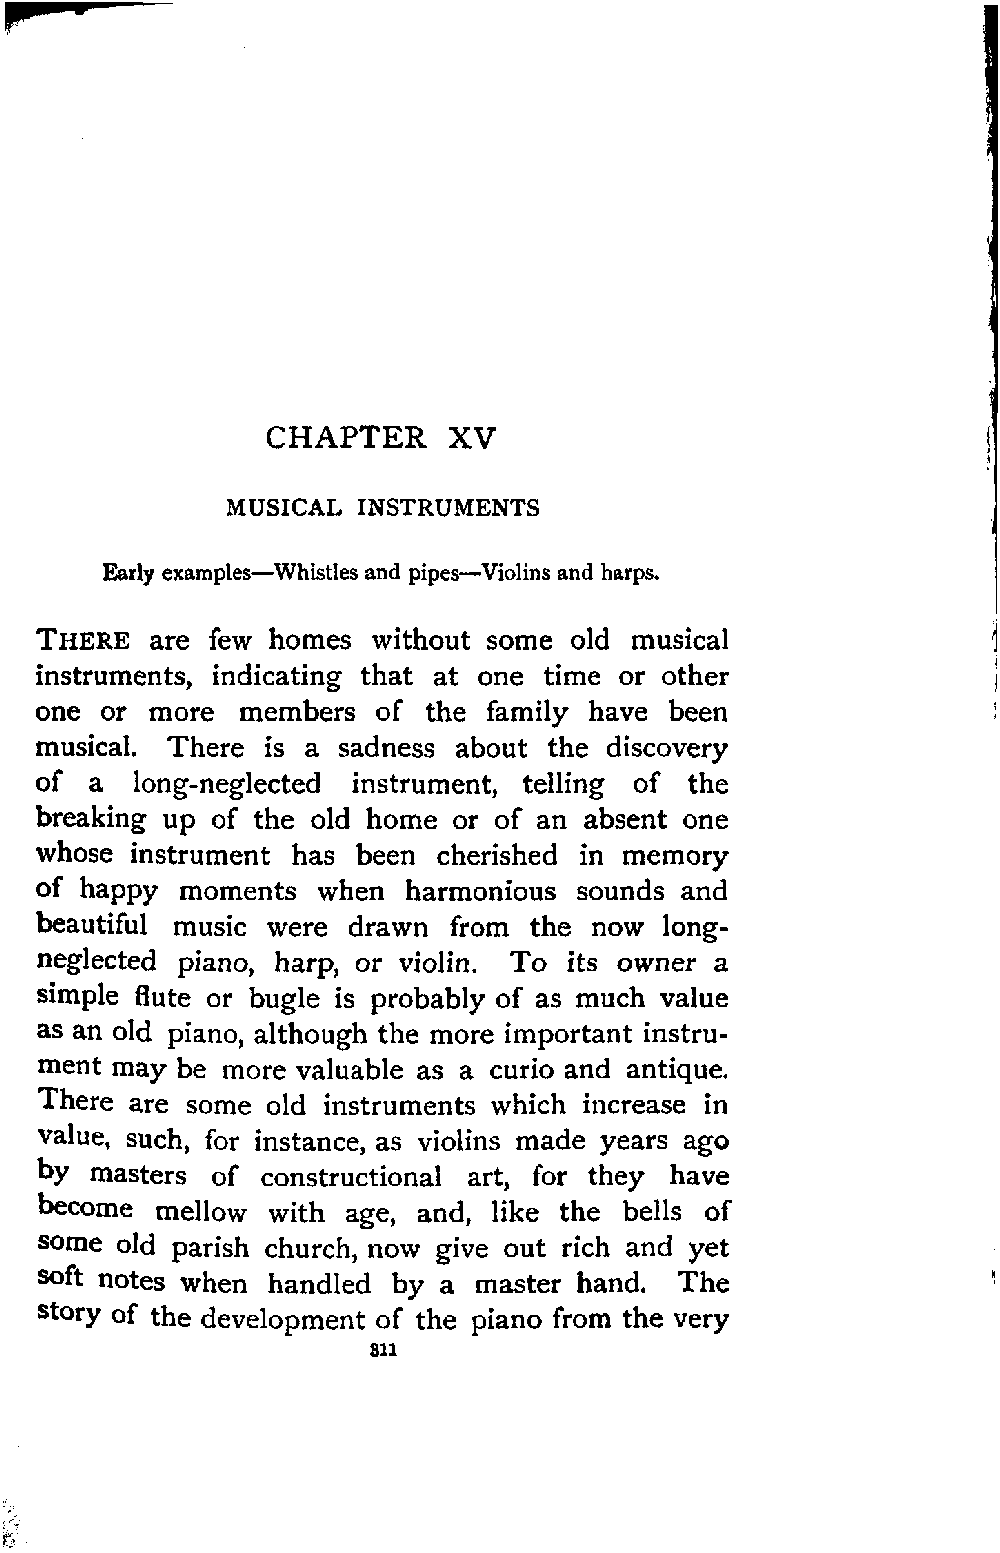 CHAPTER XV
MUSICAL INSTRUMENTS
Early examples—Whistles and pipes—Violins and harps.
THERE are few homes without some old musical
instruments, indicating that at one time or other
one or more members of the family have been
musical. There is a sadness about the discovery
of a long-neglected instrument, telling of the
breaking up of the old home or of an absent one
whose instrument has been cherished in memory
of happy moments when harmonious sounds and
beautiful music were drawn from the now long-
neglected piano, harp, or violin. To its owner a
simple flute or bugle is probably of as much value
as an old piano, although the more important instru-
ment may be more valuable as a curio and antique.
There are some old instruments which increase in
value, such, for instance, as violins made years ago
by masters of constructional art, for they have
become mellow with age, and, like the bells of
some old parish church, now give out rich and yet
soft notes when handled by a master hand. The
story of the development of the piano from the very
311